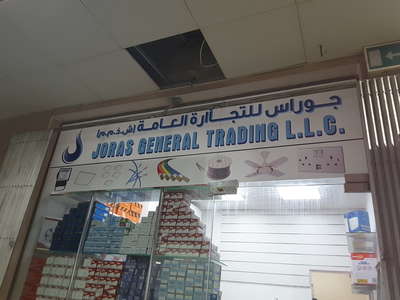 جوراس للتجارة العامة (ش.ذ.م.م)
JORAS GENERAL TRADING L.L.C.